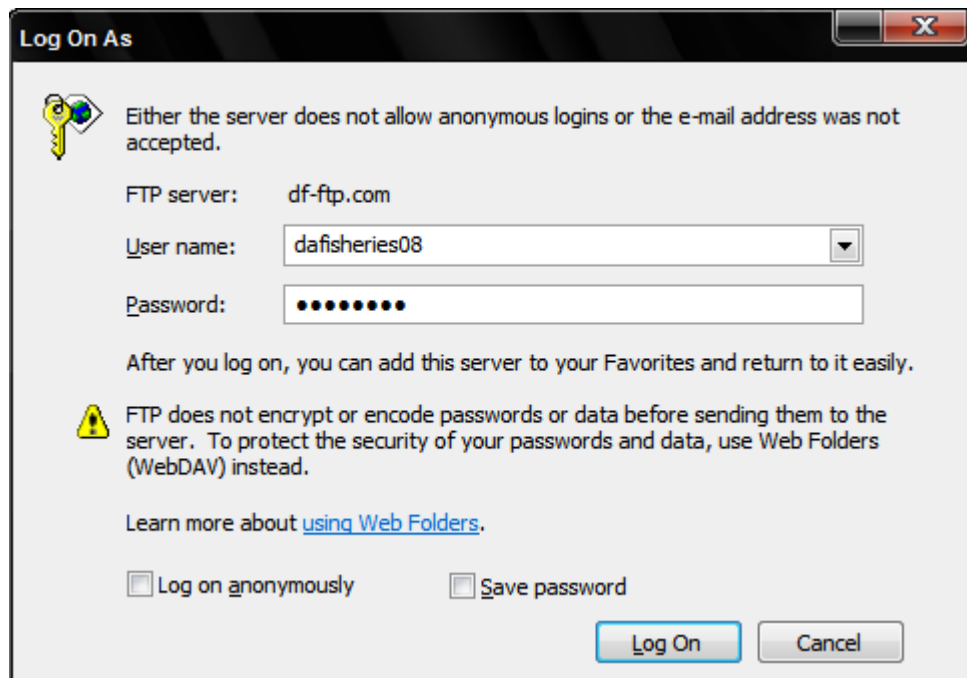 Log On As
Either the server does not allow anonymous logins or the e-mail address was not
accepted.
FTP server: df-ftp.com
User name: dafisheries08
Password: ●●●●●●●●
After you log on, you can add this server to your Favorites and return to it easily.
FTP does not encrypt or encode passwords or data before sending them to the
server. To protect the security of your passwords and data, use Web Folders
(WebDAV) instead.
Learn more about using Web Folders.
Log on anonymously Save password
Log On Cancel